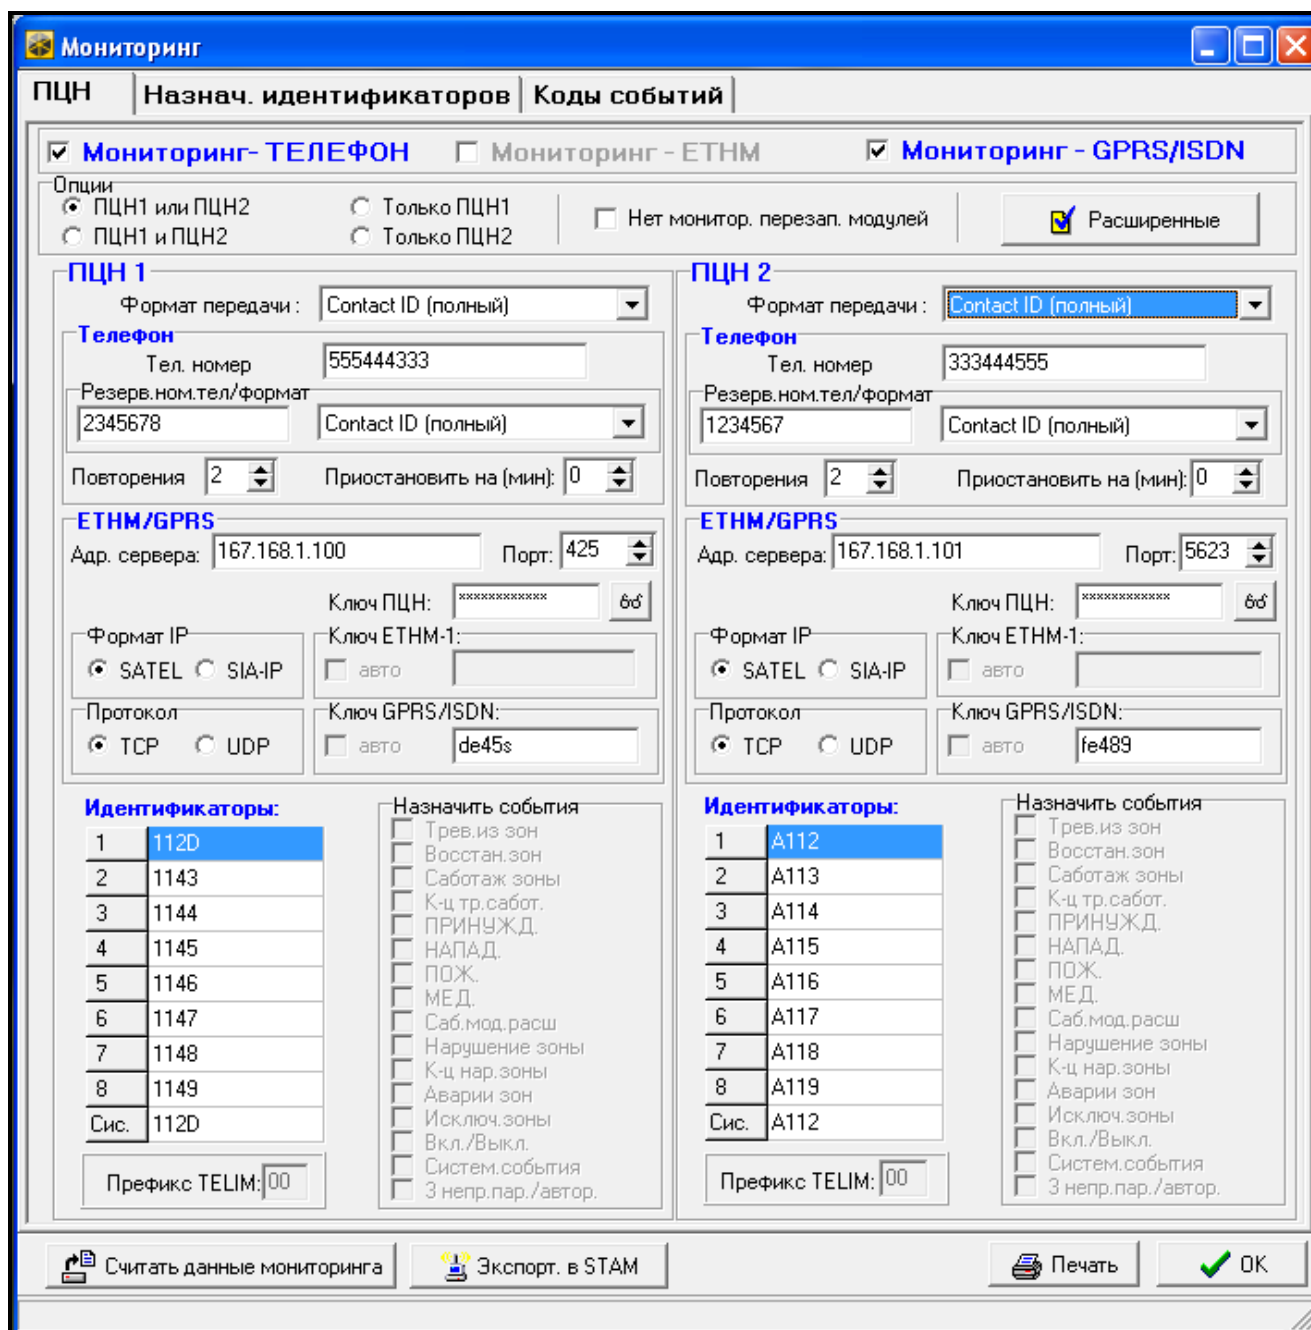 Мониторинг
ПЦН Назнач. идентификаторов Коды событий
Мониторинг- ТЕЛЕФОН Мониторинг - ETHM Мониторинг - GPRS/ISDN
Опции
ПЦН1 или ПЦН2 Только ПЦН1
ПЦН1 и ПЦН2 Только ПЦН2
Нет монитор. перезап. модулей
Расширенные
ПЦН 1
Формат передачи : Contact ID (полный)
Телефон
Тел. номер 555444333
Резерв.ном.тел/формат
2345678 Contact ID (полный)
Повторения 2 Приостановить на (мин): 0
ETHM/GPRS
Адр. сервера: 167.168.1.100 Порт: 425
Ключ ПЦН: ************
Формат IP
SATEL SIA-IP
Ключ ETHM-1:
авто
Протокол
TCP UDP
Ключ GPRS/ISDN:
авто de45s
Идентификаторы:
1 112D
2 1143
3 1144
4 1145
5 1146
6 1147
7 1148
8 1149
Сис. 112D
Префикс TELIM: 00
Назначить события
Трев.из зон
Восстан.зон
Саботаж зоны
К-ц тр.сабот.
ПРИНУЖД.
НАПАД.
ПОЖ.
МЕД.
Саб.мод.расш
Нарушение зоны
К-ц нар.зоны
Аварии зон
Исключ.зоны
Вкл./Выкл.
Систем.события
3 непр.пар./автор.
ПЦН 2
Формат передачи : Contact ID (полный)
Телефон
Тел. номер 333444555
Резерв.ном.тел/формат
1234567 Contact ID (полный)
Повторения 2 Приостановить на (мин): 0
ETHM/GPRS
Адр. сервера: 167.168.1.101 Порт: 5623
Ключ ПЦН: ************
Формат IP
SATEL SIA-IP
Ключ ETHM-1:
авто
Протокол
TCP UDP
Ключ GPRS/ISDN:
авто fe489
Идентификаторы:
1 A112
2 A113
3 A114
4 A115
5 A116
6 A117
7 A118
8 A119
Сис. A112
Префикс TELIM: 00
Назначить события
Трев.из зон
Восстан.зон
Саботаж зоны
К-ц тр.сабот.
ПРИНУЖД.
НАПАД.
ПОЖ.
МЕД.
Саб.мод.расш
Нарушение зоны
К-ц нар.зоны
Аварии зон
Исключ.зоны
Вкл./Выкл.
Систем.события
3 непр.пар./автор.
Считать данные мониторинга Экспорт. в STAM Печать OK